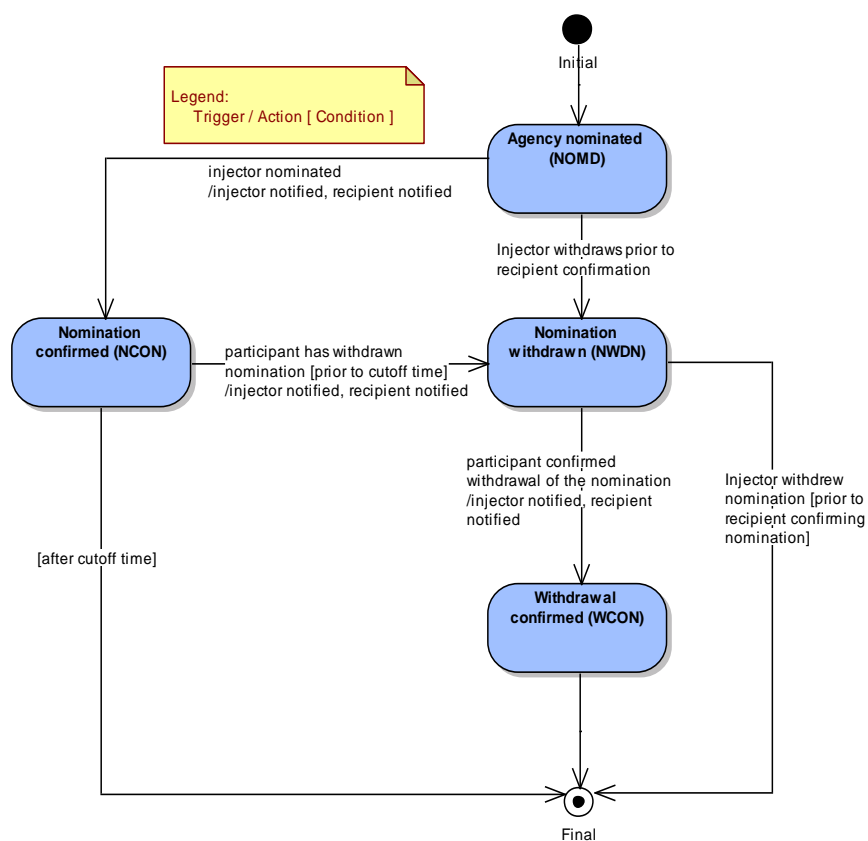 Initial
Legend:
Trigger / Action [ Condition ]
Agency nominated
(NOMD)
injector nominated
/injector notified, recipient notified
Injector withdraws prior to
recipient confirmation
Nomination
confirmed (NCON)
participant has withdrawn
nomination [prior to cutoff time]
/injector notified, recipient notified
Nomination
withdrawn (NWDN)
participant confirmed
withdrawal of the nomination
/injector notified, recipient
notified
Injector withdrew
nomination [prior to
recipient confirming
nomination]
[after cutoff time]
Withdrawal
confirmed (WCON)
Final